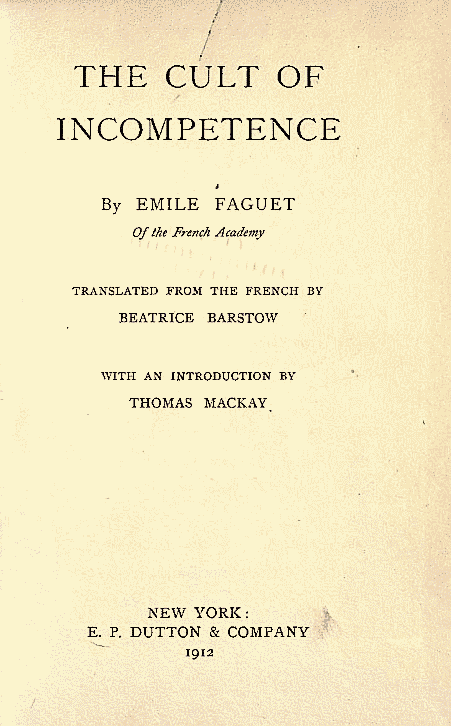 THE CULT OF
INCOMPETENCE
By EMILE FAGUET
Of the French Academy
TRANSLATED FROM THE FRENCH BY
BEATRICE BARSTOW
WITH AN INTRODUCTION BY
THOMAS MACKAY.
NEW YORK:
E. P. DUTTON & COMPANY
1912